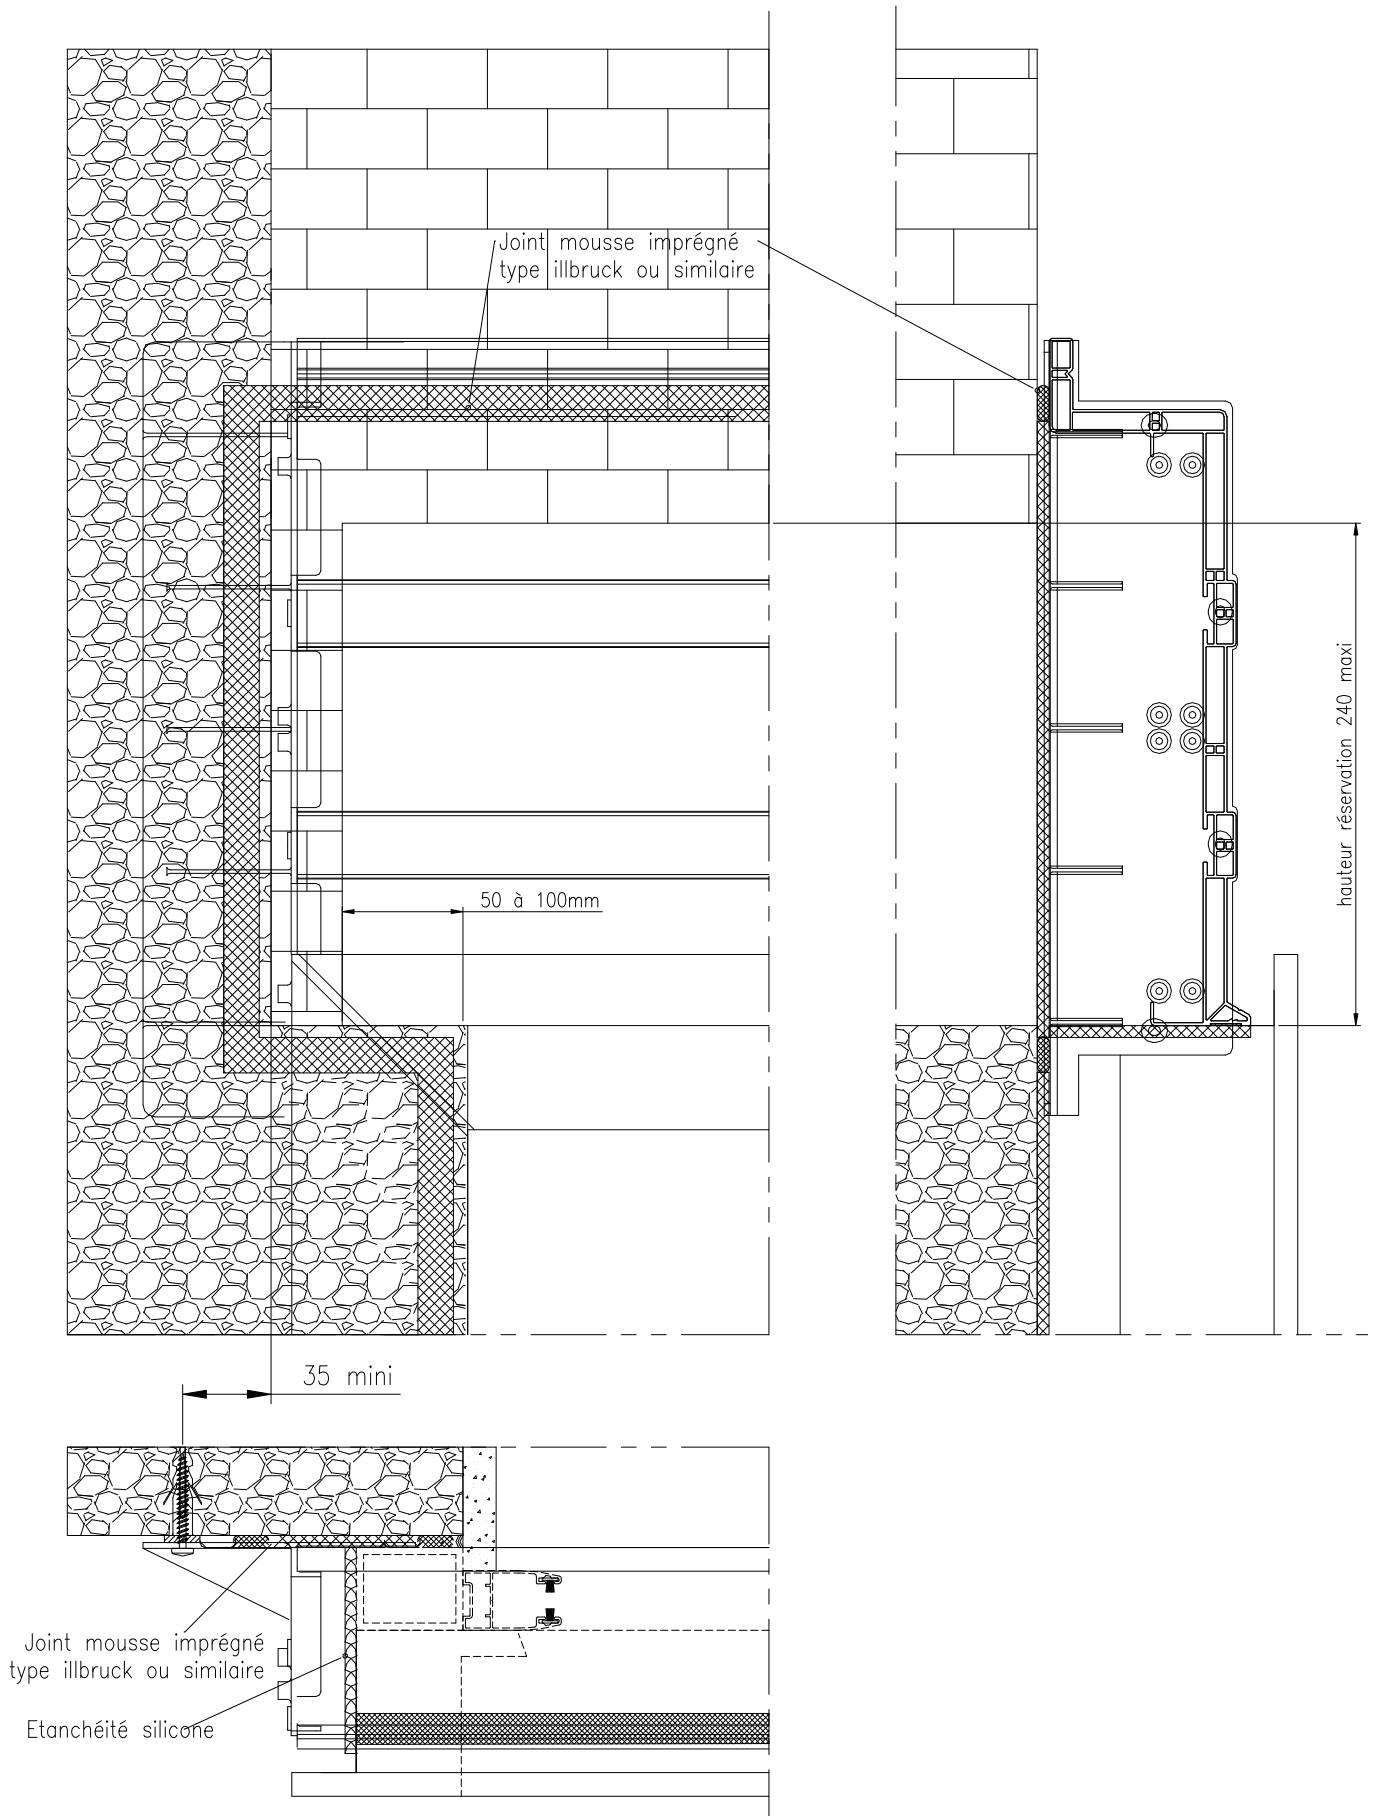 Joint mousse imprégné
type illbruck ou similaire
hauteur réservation 240 maxi
50 à 100mm
35 mini
Joint mousse imprégné
type illbruck ou similaire
Etanchéité silicone